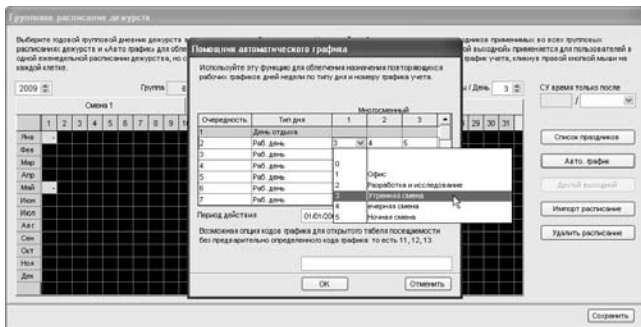 Групповое расписание дежурств
Выберите годовой групповой дневник дежурств
расписаниях дежурств и «Авто график» для обле
одной еженедельной расписании дежурства, но с
каждой клетке.
здников применимых во всех групповых
ой выходной» применяется для пользователей в
график учета, кликнув правой кнопкой мыши на
Помощник автоматического графика
Используйте эту функцию для облегчения назначения повторяющихся
рабочих графиков дней недели по типу дня и номеру графика учета.
2009
Группа
/ День
3
СУ время только после
/
Смена 1
Многосменный
Очередность Тип дня 1 2 3
1 День отдыха
2 Раб. день 3 4 5
3 Раб. день
4 Раб. день
5 Раб. день
6 Раб. день
7 Раб. день
0
1 Офис
2 Разработка и исследование
3 Утренняя смена
4 ечерная смена
5 Ночная смена
1 2 3 4 5 6 7 8 9
29 30 31
Янв
Фев
Мар
Апр
Май
Июн
Июл
Авг
Сен
Окт
Ноя
Дек
Список праздников
Авто. график
Другой выходной
Импорт расписание
Удалить расписание
Период действия
Возможная опция кодов графика для открытого табеля посещаемости
без предварительно определенного кода графика. то есть 11, 12, 13
OK
Отменить
Сохранить